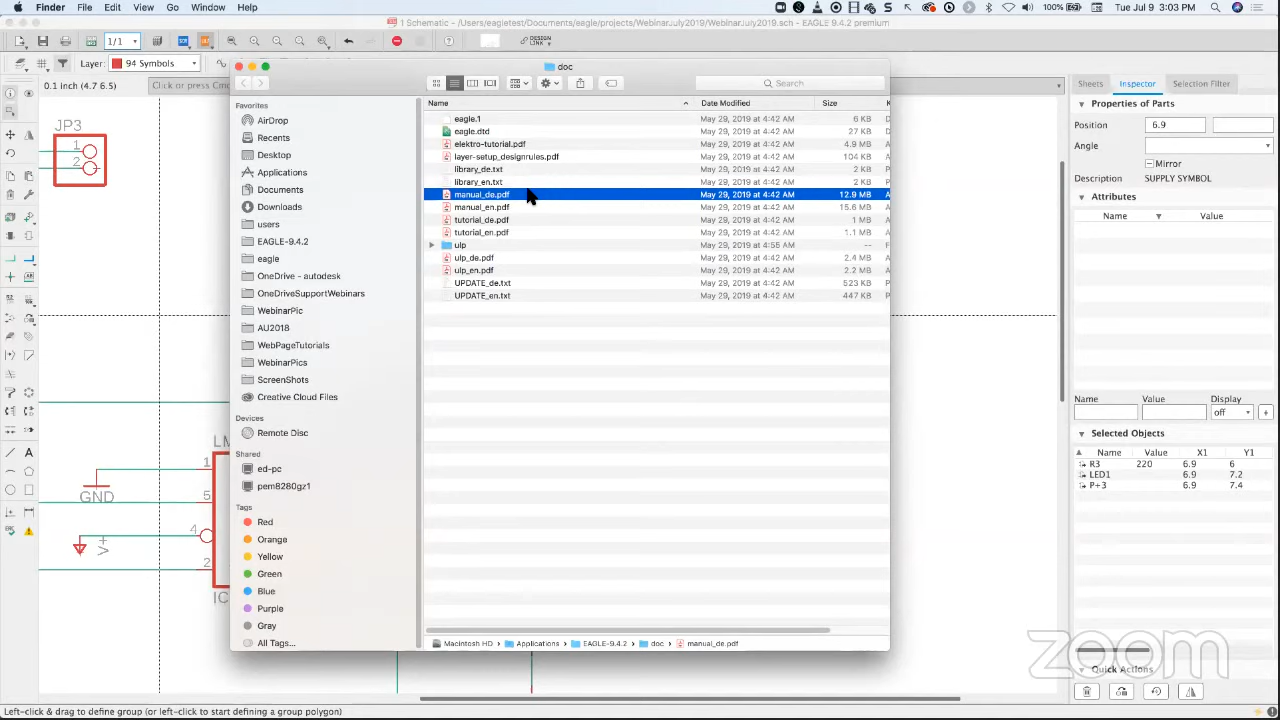 Finder File Edit View Go Window Help 100% Tue Jul 9 3:03 PM
1 Schematic - /Users/eagletest/Documents/eagle/projects/WebinarJuly2019/WebinarJuly2019.sch - EAGLE 9.4.2 premium
1/1 DESIGN LINK
Layer: 94 Symbols
0.1 inch (4.7 6.5) Click or press Cmd
doc
Search
Name Date Modified Size
Favorites
AirDrop
Recents
Desktop
Applications
Documents
Downloads
users
EAGLE-9.4.2
eagle
OneDrive - autodesk
OneDriveSupportWebinars
WebinarPic
AU2018
WebPageTutorials
WebinarPics
ScreenShots
Creative Cloud Files
Devices
Remote Disc
Shared
ed-pc
pem8280gz1
Tags
Red
Orange
Yellow
Green
Blue
Purple
Gray
All Tags...
eagle.1 May 29, 2019 at 4:42 AM 6 KB
eagle.dtd May 29, 2019 at 4:42 AM 27 KB
elektro-tutorial.pdf May 29, 2019 at 4:42 AM 4.9 MB
layer-setup_designrules.pdf May 29, 2019 at 4:42 AM 104 KB
library_de.txt May 29, 2019 at 4:42 AM 2 KB
library_en.txt May 29, 2019 at 4:42 AM 2 KB
manual_de.pdf May 29, 2019 at 4:42 AM 12.9 MB
manual_en.pdf May 29, 2019 at 4:42 AM 15.6 MB
tutorial_de.pdf May 29, 2019 at 4:42 AM 1 MB
tutorial_en.pdf May 29, 2019 at 4:42 AM 1.1 MB
ulp May 29, 2019 at 4:58 AM --
ulp_de.pdf May 29, 2019 at 4:42 AM 2.4 MB
ulp_en.pdf May 29, 2019 at 4:42 AM 2.2 MB
UPDATE_de.txt May 29, 2019 at 4:42 AM 523 KB
UPDATE_en.txt May 29, 2019 at 4:42 AM 447 KB
Macintosh HD › Applications › EAGLE-9.4.2 › doc › manual_de.pdf
JP3
1
2
LM
1
GND
5
4
V+
2
IC
Sheets Inspector Selection Filter
Properties of Parts
Position 6.9
Angle
Mirror
Description SUPPLY SYMBOL
Attributes
Name Value
Name Value Display
off
Selected Objects
Name Value X1 Y1
R3 220 6.9 6
LED1 6.9 7.2
P+3 6.9 7.4
Quick Actions
zoom
Left-click & drag to define group (or left-click to start defining a group polygon)